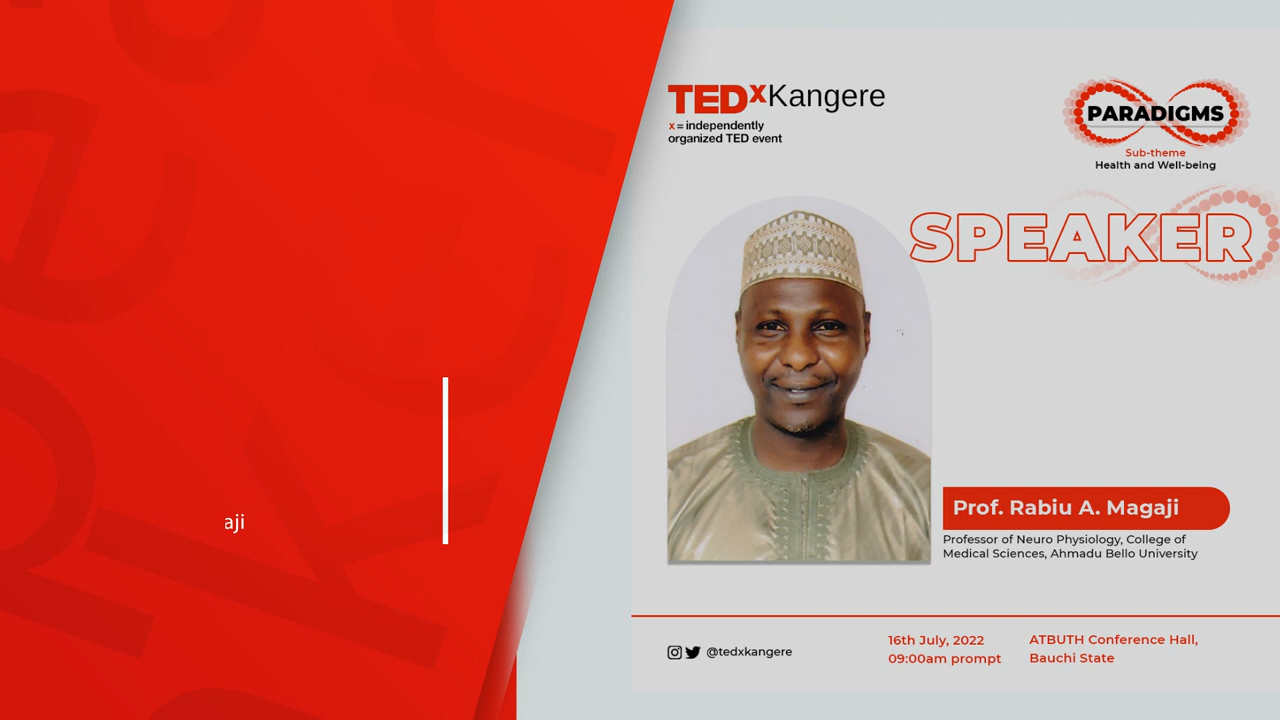 aji
TEDxKangere
x = independently
organized TED event
PARADIGMS
Sub-theme
Health and Well-being
SPEAKER
Prof. Rabiu A. Magaji
Professor of Neuro Physiology, College of
Medical Sciences, Ahmadu Bello University
@tedxkangere
16th July, 2022
09:00am prompt
ATBUTH Conference Hall,
Bauchi State